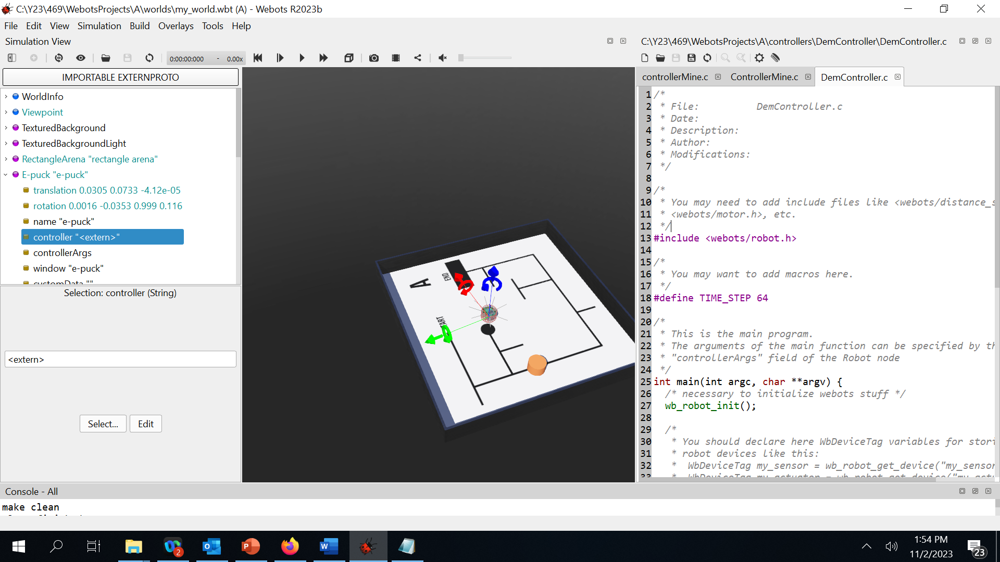 C:\Y23\469\WebotsProjects\A\worlds\my_world.wbt (A) - Webots R2023b
File Edit View Simulation Build Overlays Tools Help
Simulation View
0:00:00:000 - 0.00x
IMPORTABLE EXTERNPROTO
WorldInfo
Viewpoint
TexturedBackground
TexturedBackgroundLight
RectangleArena "rectangle arena"
E-puck "e-puck"
translation 0.0305 0.0733 -4.12e-05
rotation 0.0016 -0.0353 0.999 0.116
name "e-puck"
controller "<extern>"
controllerArgs
window "e-puck"
customData ""
Selection: controller (String)
<extern>
Select... Edit
A
END
C:\Y23\469\WebotsProjects\A\controllers\DemController\DemController.c
controllerMine.c ControllerMine.c DemController.c
1 /*
2 * File: DemController.c
3 * Date:
4 * Description:
5 * Author:
6 * Modifications:
7 */
8
9 /*
10 * You may need to add include files like <webots/distance_s
11 * <webots/motor.h>, etc.
12 */
13 #include <webots/robot.h>
14
15 /*
16 * You may want to add macros here.
17 */
18 #define TIME_STEP 64
19
20 /*
21 * This is the main program.
22 * The arguments of the main function can be specified by th
23 * "controllerArgs" field of the Robot node
24 */
25 int main(int argc, char **argv) {
26 /* necessary to initialize webots stuff */
27 wb_robot_init();
28
29 /*
30 * You should declare here WbDeviceTag variables for stori
31 * robot devices like this:
32 * WbDeviceTag my_sensor = wb_robot_get_device("my_sensor
Console - All
make clean
2
1:54 PM
11/2/2023
23